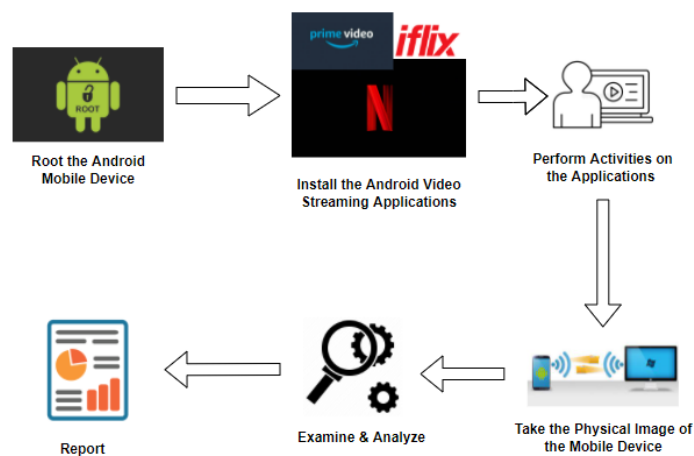 prime video
iflix
N
ROOT
Root the Android
Mobile Device
Install the Android Video
Streaming Applications
Perform Activities on
the Applications
Take the Physical Image of
the Mobile Device
Examine & Analyze
Report